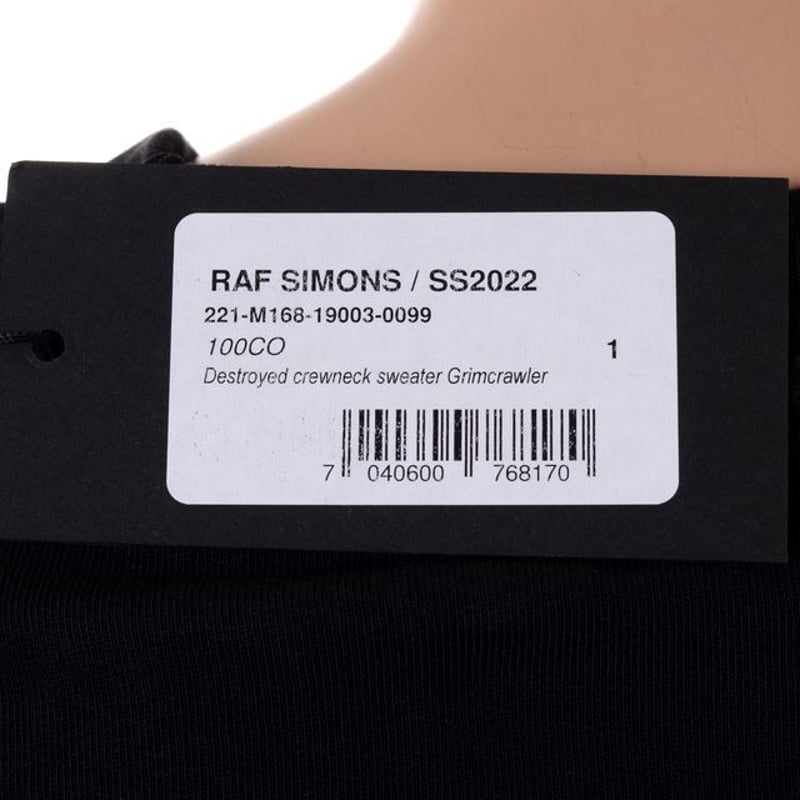 RAF SIMONS / SS2022
221-M168-19003-0099
100CO 1
Destroyed crewneck sweater Grimcrawler
7 040600 768170